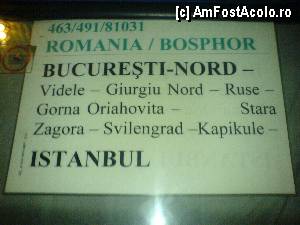 (c) AmFostAcolo.ro
463/491/81031
ROMANIA / BOSPHOR
BUCUREŞTI-NORD –
Videle – Giurgiu Nord – Ruse –
Gorna Oriahovita – Stara
Zagora – Svilengrad –Kapikule –
ISTANBUL